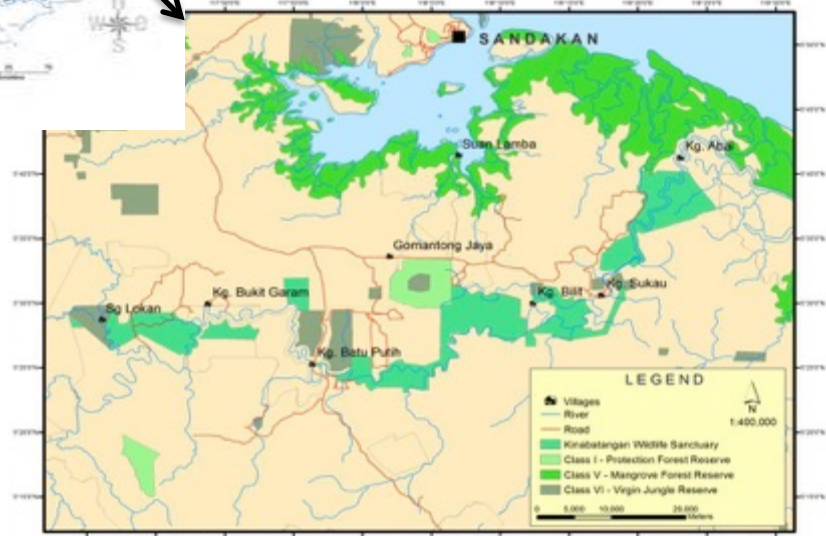 N
W
S
SANDAKAN
Suan Lamba
Kg. Abai
Gomantong Jaya
Kg. Bukit Garam
Sg Lokan
Kg. Bilit
Kg. Sukau
Kg. Batu Putih
LEGEND
Villages
River
Road
Kinabatangan Wildlife Sanctuary
Class I - Protection Forest Reserve
Class V - Mangrove Forest Reserve
Class VI - Virgin Jungle Reserve
N
1:400,000
0 5,000 10,000 20,000
Meters